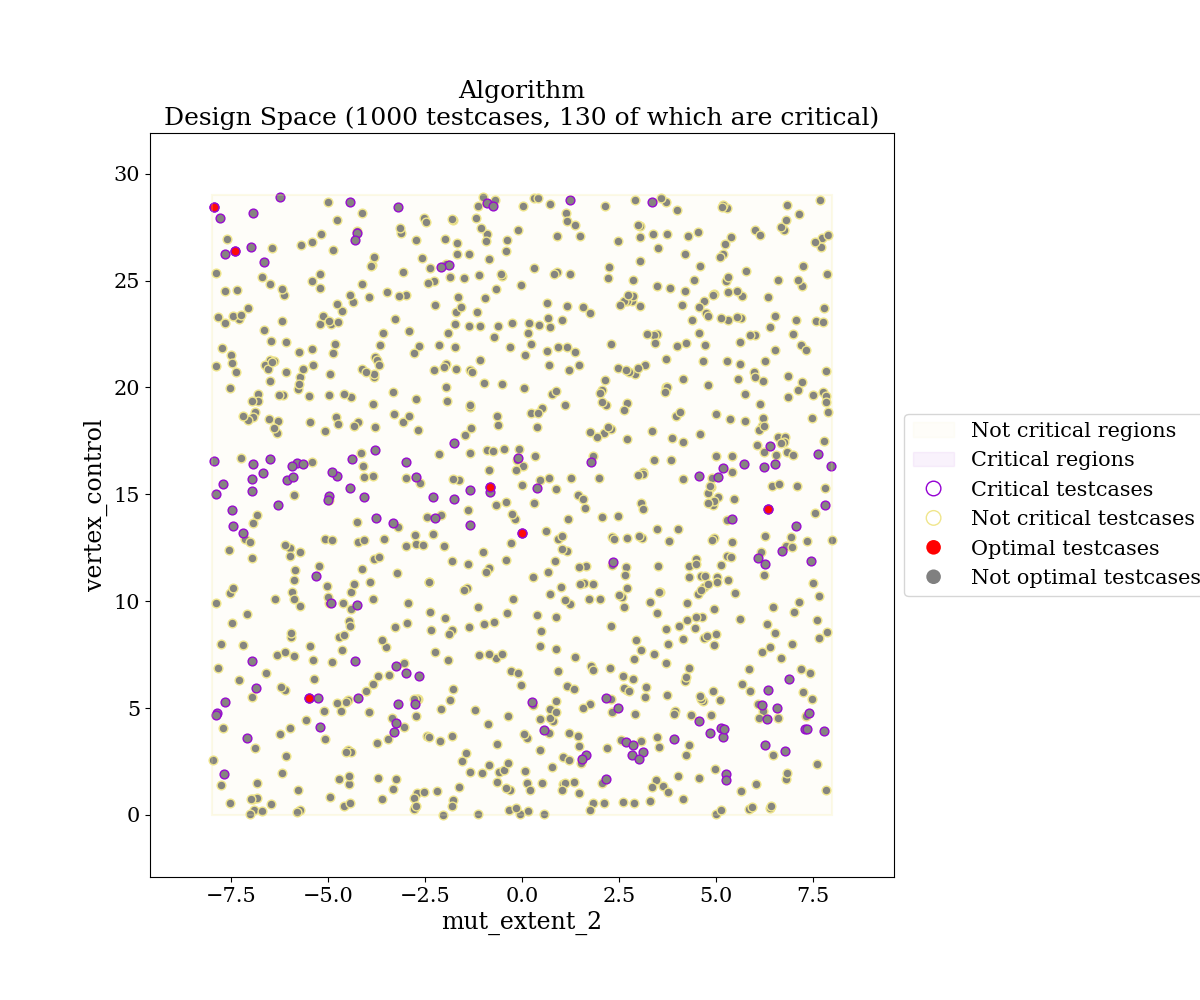 Algorithm
Design Space (1000 testcases, 130 of which are critical)
30
25
20
15
10
5
0
vertex_control
−7.5 −5.0 −2.5 0.0 2.5 5.0 7.5
mut_extent_2
Not critical regions
Critical regions
Critical testcases
Not critical testcases
Optimal testcases
Not optimal testcases